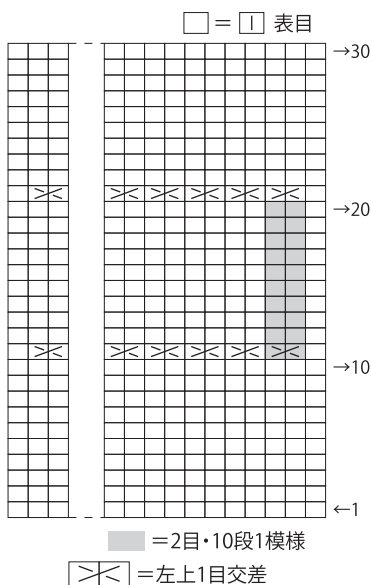 □ = | 表目
→30
→20
→10
←1
=2目・10段1模様
=左上1目交差